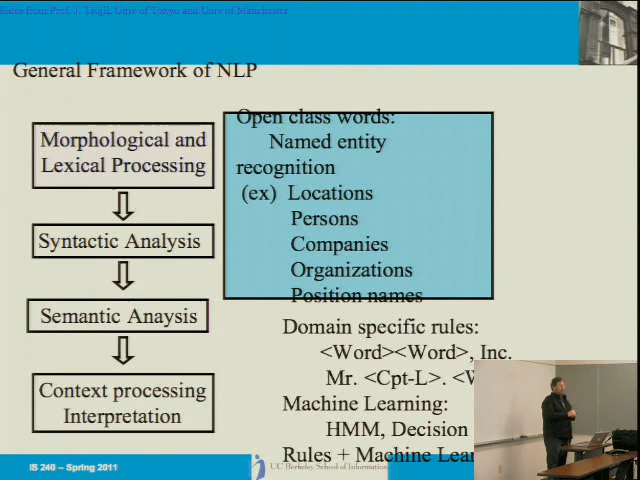 Slides from Prof. J. Tsujii, Univ of Tokyo and Univ of Manchester
General Framework of NLP
Morphological and
Lexical Processing
Syntactic Analysis
Semantic Anaysis
Context processing
Interpretation
Open class words:
Named entity
recognition
(ex) Locations
Persons
Companies
Organizations
Position names
Domain specific rules:
<Word><Word>, Inc.
Mr. <Cpt-L>.
Machine Learning:
HMM, Decision
Rules + Machine
IS 240 – Spring 2011
UC Berkeley School of Information